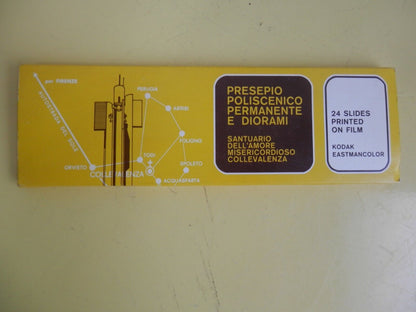 per FIRENZE
AUTOSTRADA DEL SOLE
PERUGIA
ASSISI
FOLIGNO
TODI
SPOLETO
ORVIETO
COLLEVALENZA
ACQUASPARTA
PRESEPIO
POLISCENICO
PERMANENTE
E DIORAMI
SANTUARIO
DELL'AMORE
MISERICORDIOSO
COLLEVALENZA
24 SLIDES
PRINTED
ON FILM
KODAK
EASTMANCOLOR